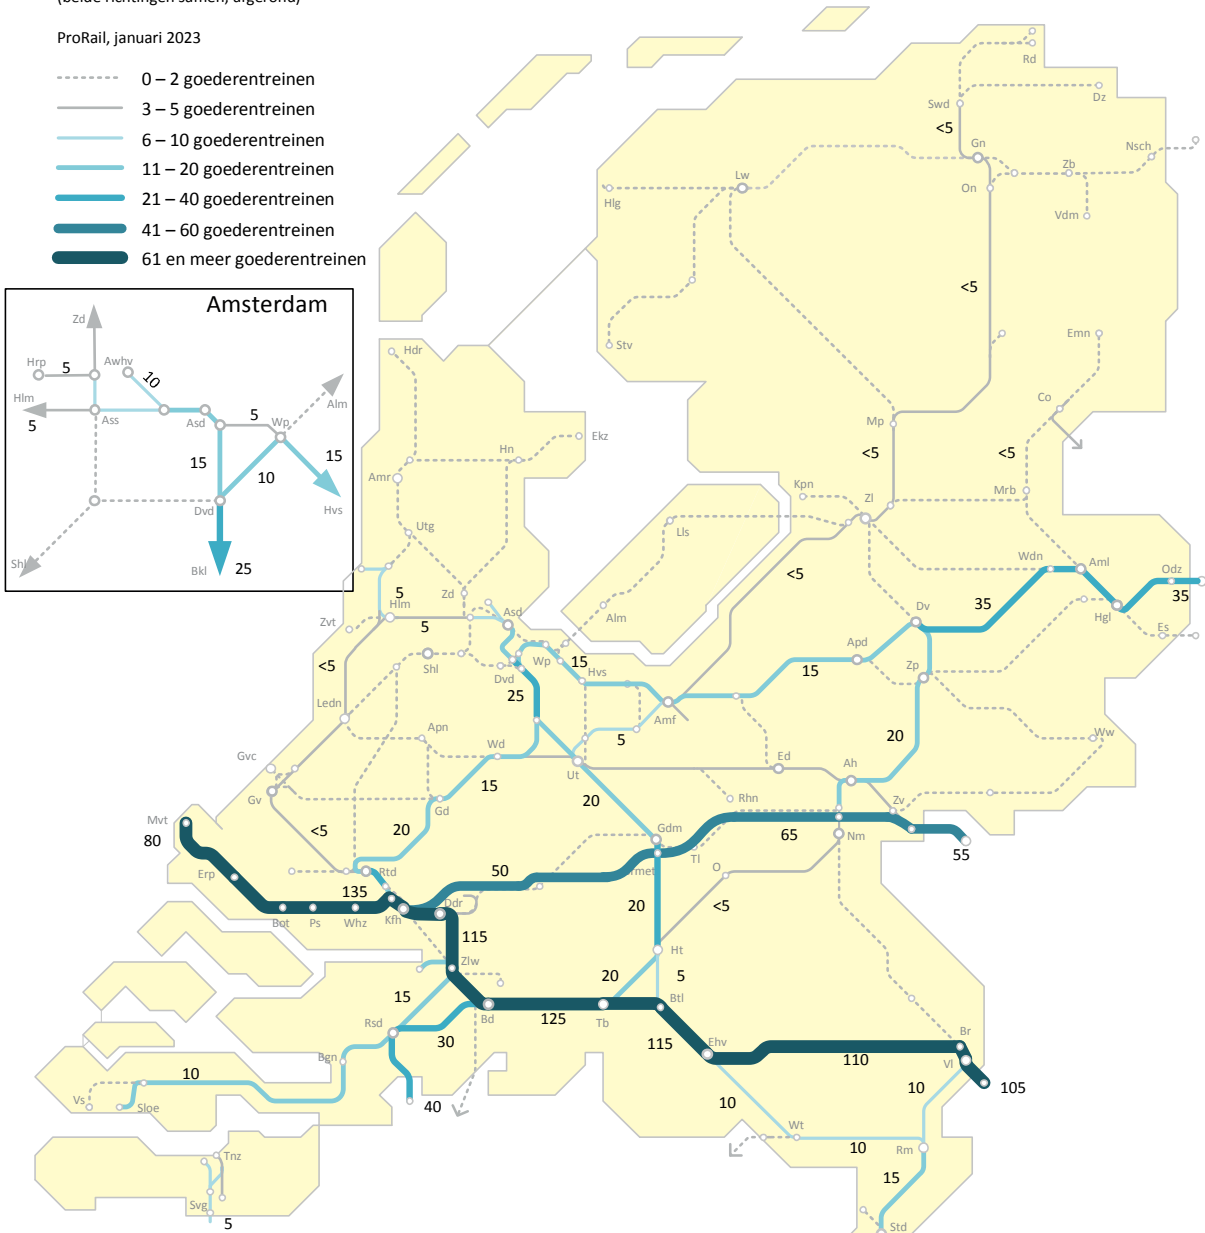 (beide richtingen samen, afgerond)
ProRail, januari 2023
0 – 2 goederentreinen
3 – 5 goederentreinen
6 – 10 goederentreinen
11 – 20 goederentreinen
21 – 40 goederentreinen
41 – 60 goederentreinen
61 en meer goederentreinen
Amsterdam
Zd
Hrp
5
Awhv
10
Hlm
5
Ass
Asd
5
Wp
Alm
15
10
15
Dvd
Hvs
Shl
Bkl
25
Rd
Dz
Swd
<5
Gn
Nsch
Zb
Lw
Hlg
On
Vdm
<5
Stv
Emn
Hdr
Co
Mp
Ekz
Hn
<5
<5
Amr
Kpn
Zl
Mrb
Utg
Lls
Wdn
Aml
Odz
<5
35
35
Zd
5
Hlm
Asd
Alm
Dv
Hgl
Es
Zvt
5
Apd
<5
Shl
Wp
15
Hvs
15
Zp
Dvd
25
Ledn
Amf
Apn
Wd
5
20
Ww
Gvc
Ut
Ed
Ah
Gv
15
20
Rhn
Zv
Gd
Mvt
80
<5
20
65
Nm
Gdm
Tl
55
Erp
Rtd
50
rmet
O
135
Bot
Ps
Whz
Kfh
Ddr
20
<5
115
Ht
Zlw
20
5
15
Btl
Rsd
30
Bd
125
Tb
115
Ehv
Br
Bgn
110
Vl
10
10
105
Vs
Sloe
40
10
Wt
10
Rm
Tnz
15
Svg
5
Std